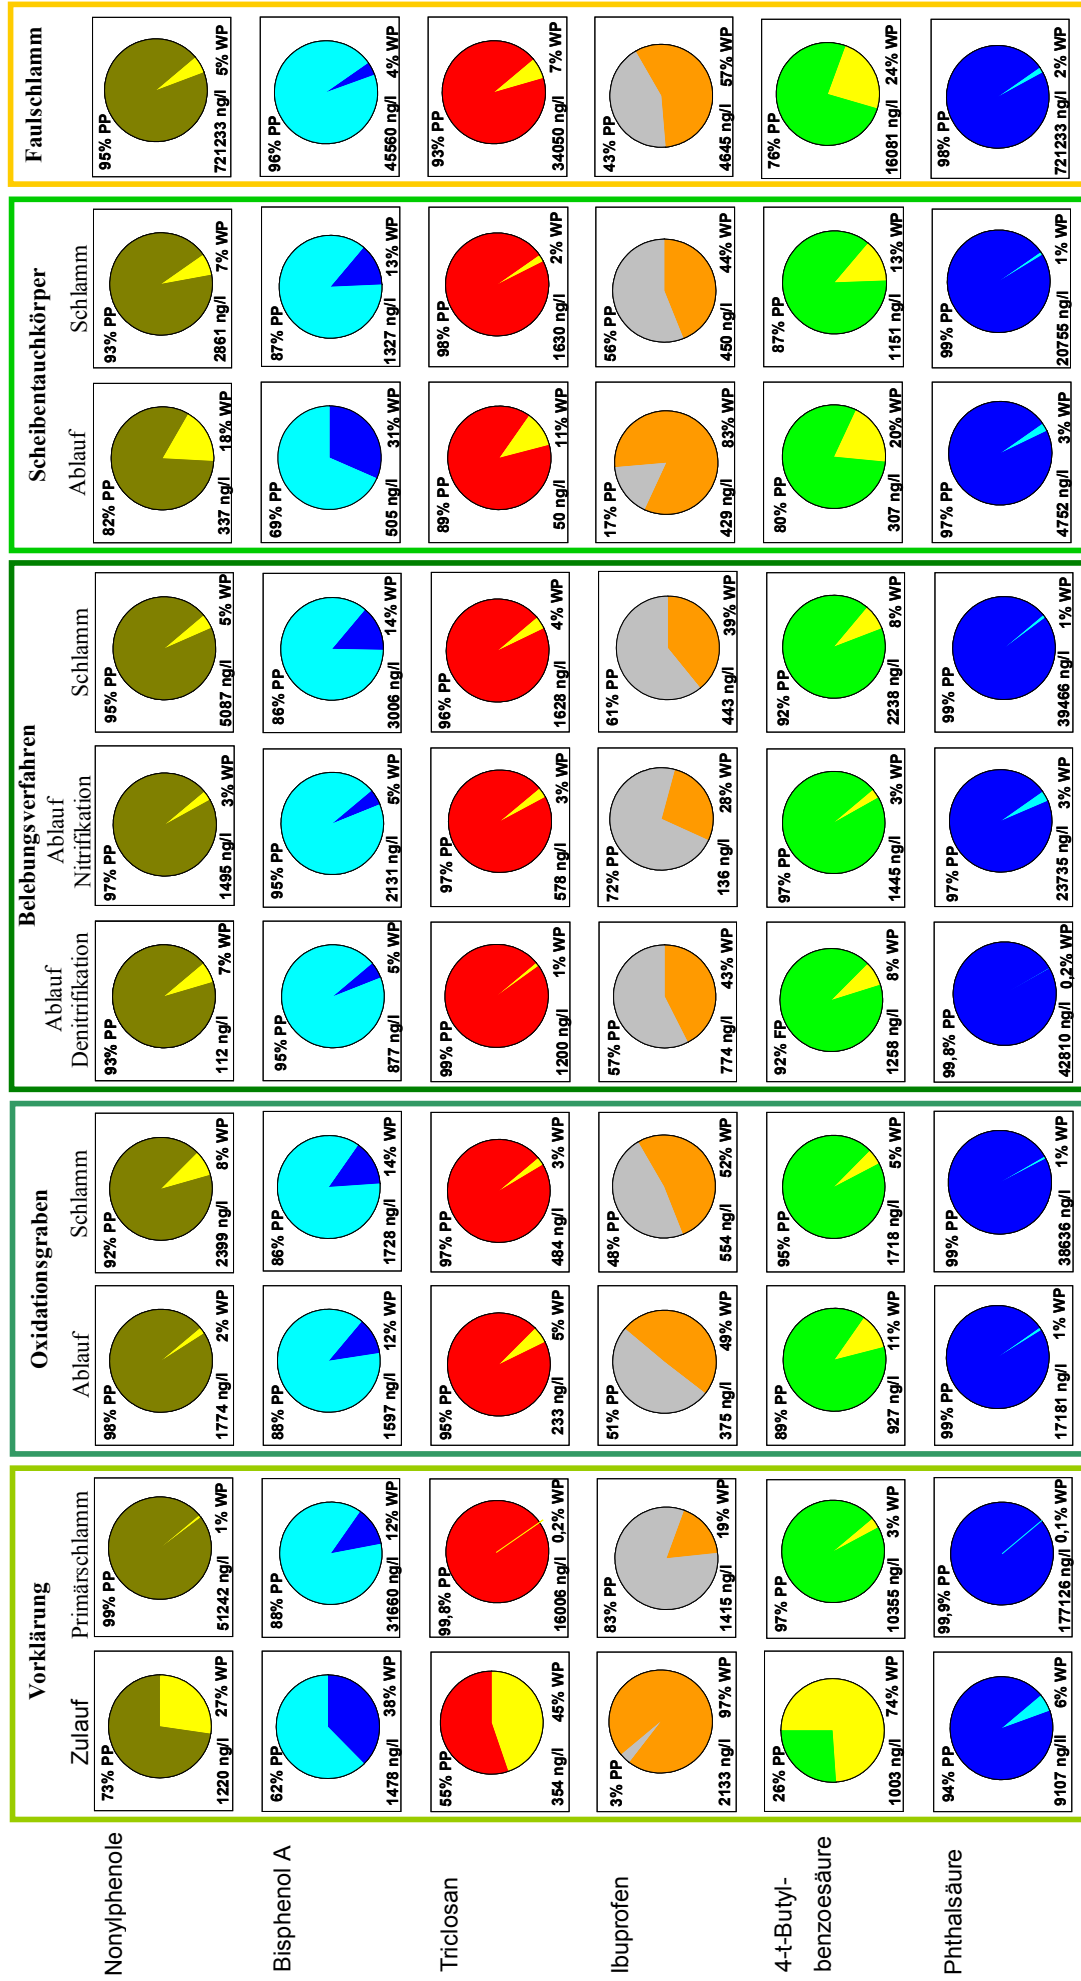 Vorklärung
Oxidationsgraben
Belebungsverfahren
Scheibentauchkörper
Faulschlamm
Zulauf
Primärschlamm
Ablauf
Schlamm
Ablauf
Denitrifikation
Ablauf
Nitrifikation
Schlamm
Ablauf
Schlamm
Nonylphenole
73% PP
1220 ng/l 27% WP
99% PP
51242 ng/l 1% WP
98% PP
1774 ng/l 2% WP
92% PP
2399 ng/l 8% WP
93% PP
112 ng/l 7% WP
97% PP
1495 ng/l 3% WP
95% PP
5087 ng/l 5% WP
82% PP
337 ng/l 18% WP
93% PP
2861 ng/l 7% WP
95% PP
721233 ng/l 5% WP
Bisphenol A
62% PP
1478 ng/l 38% WP
88% PP
31660 ng/l 12% WP
88% PP
1597 ng/l 12% WP
86% PP
1728 ng/l 14% WP
95% PP
877 ng/l 5% WP
95% PP
2131 ng/l 5% WP
86% PP
3006 ng/l 14% WP
69% PP
505 ng/l 31% WP
87% PP
1327 ng/l 13% WP
96% PP
45560 ng/l 4% WP
Triclosan
55% PP
354 ng/l 45% WP
99,8% PP
16006 ng/l 0,2% WP
95% PP
233 ng/l 5% WP
97% PP
484 ng/l 3% WP
99% PP
1200 ng/l 1% WP
97% PP
578 ng/l 3% WP
96% PP
1628 ng/l 4% WP
89% PP
50 ng/l 11% WP
98% PP
1630 ng/l 2% WP
93% PP
34050 ng/l 7% WP
Ibuprofen
3% PP
2133 ng/l 97% WP
83% PP
1415 ng/l 19% WP
51% PP
375 ng/l 49% WP
48% PP
554 ng/l 52% WP
57% PP
774 ng/l 43% WP
72% PP
136 ng/l 28% WP
61% PP
443 ng/l 39% WP
17% PP
429 ng/l 83% WP
56% PP
450 ng/l 44% WP
43% PP
4645 ng/l 57% WP
4-t-Butyl-
benzoesäure
26% PP
1003 ng/l 74% WP
97% PP
10355 ng/l 3% WP
89% PP
927 ng/l 11% WP
95% PP
1718 ng/l 5% WP
92% FP
1258 ng/l 8% WP
97% PP
1445 ng/l 3% WP
92% PP
2238 ng/l 8% WP
80% PP
307 ng/l 20% WP
87% PP
1151 ng/l 13% WP
76% PP
16081 ng/l 24% WP
Phthalsäure
94% PP
9107 ng/l 6% WP
99,9% PP
177126 ng/l 0,1% WP
99% PP
17181 ng/l 1% WP
99% PP
38636 ng/l 1% WP
99,8% PP
42810 ng/l 0,2% WP
97% PP
23735 ng/l 3% WP
99% PP
39466 ng/l 1% WP
97% PP
4752 ng/l 3% WP
99% PP
20755 ng/l 1% WP
98% PP
721233 ng/l 2% WP